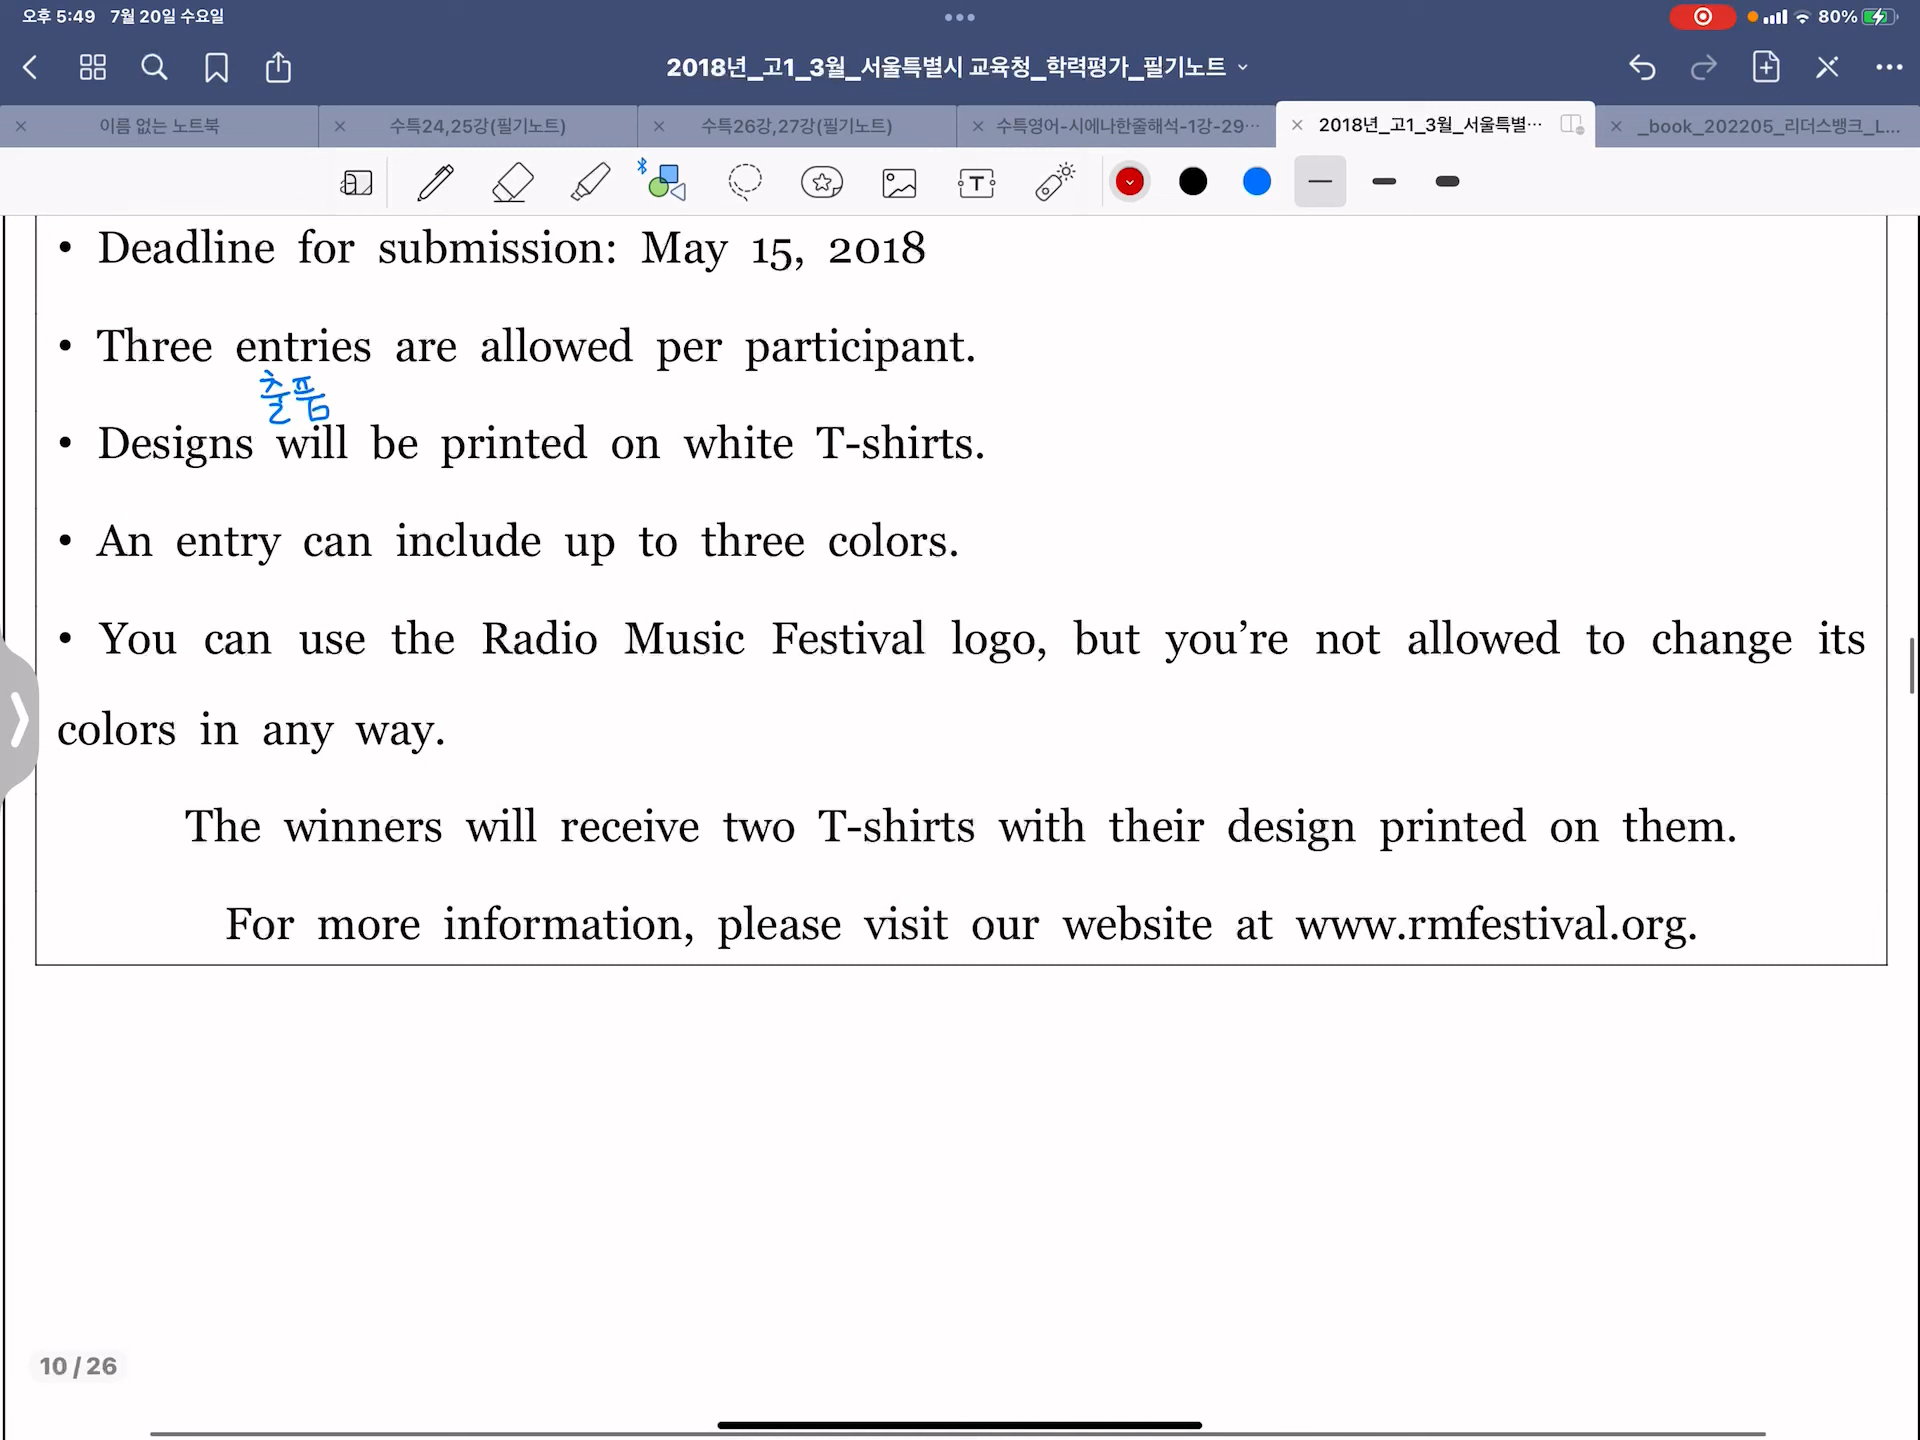 오후 5:49 7월 20일 수요일
80%
2018년_고1_3월_서울특별시 교육청_학력평가_필기노트
이름 없는 노트북
수특24,25강(필기노트)
수특26강,27강(필기노트)
수특영어-시에나한줄해석-1강-29…
2018년_고1_3월_서울특별…
_book_202205_리더스뱅크_L...
• Deadline for submission: May 15, 2018
• Three entries are allowed per participant.
출품
• Designs will be printed on white T-shirts.
• An entry can include up to three colors.
• You can use the Radio Music Festival logo, but you’re not allowed to change its
colors in any way.
The winners will receive two T-shirts with their design printed on them.
For more information, please visit our website at www.rmfestival.org.
10 / 26